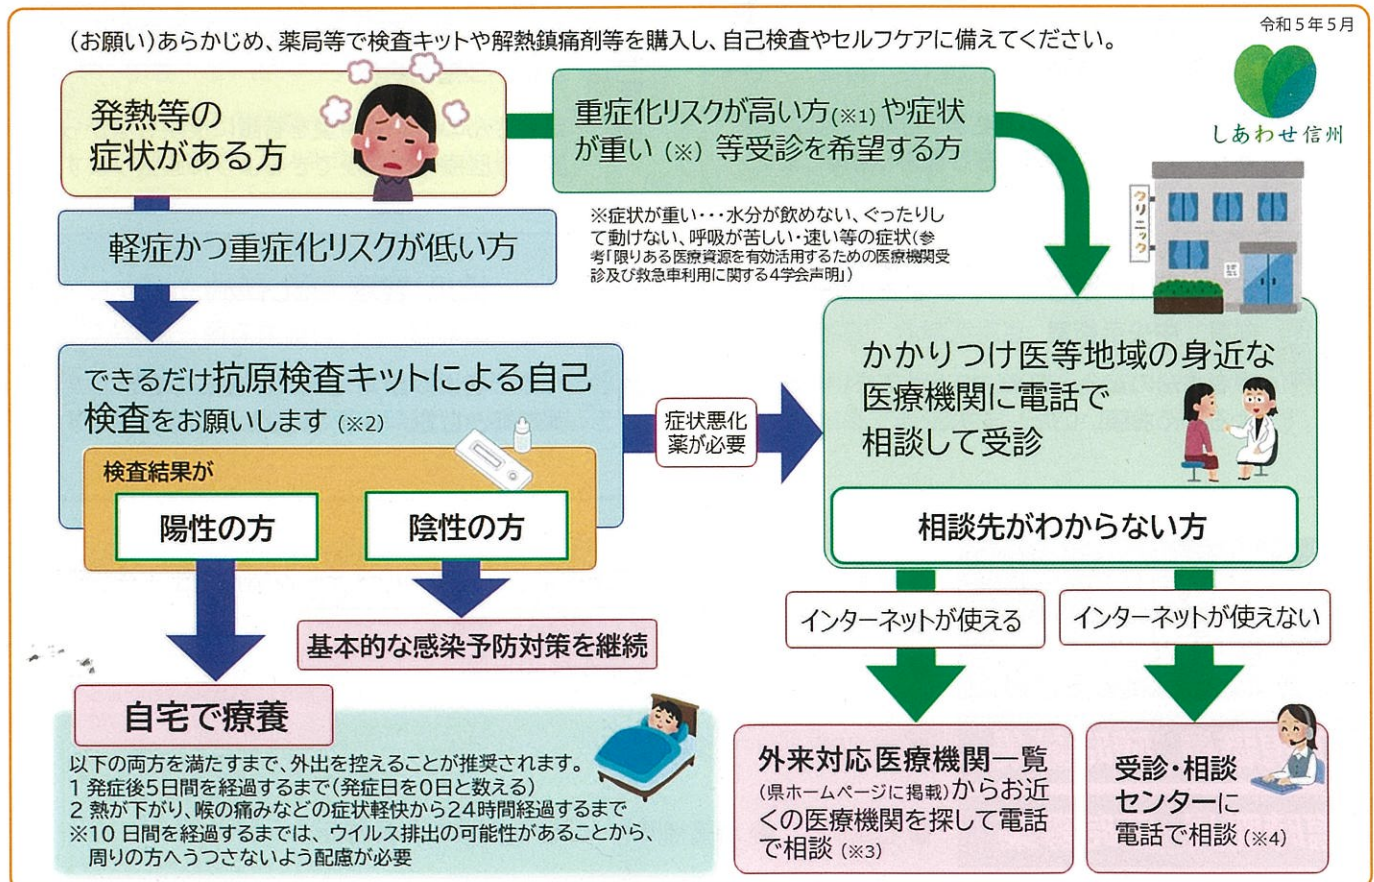 令和5年5月
(お願い)あらかじめ、薬局等で検査キットや解熱鎮痛剤等を購入し、自己検査やセルフケアに備えてください。
しあわせ信州
発熱等の
症状がある方
重症化リスクが高い方(※1)や症状
が重い(※)等受診を希望する方
クリニック
軽症かつ重症化リスクが低い方
※症状が重い・・・水分が飲めない、ぐったりし
て動けない、呼吸が苦しい・速い等の症状(参
考「限りある医療資源を有効活用するための医療機関受
診及び救急車利用に関する4学会声明」)
できるだけ抗原検査キットによる自己
検査をお願いします(※2)
検査結果が
陽性の方
陰性の方
症状悪化
薬が必要
かかりつけ医等地域の身近な
医療機関に電話で
相談して受診
相談先がわからない方
インターネットが使える
インターネットが使えない
基本的な感染予防対策を継続
自宅で療養
以下の両方を満たすまで、外出を控えることが推奨されます。
1 発症後5日間を経過するまで(発症日を0日と数える)
2 熱が下がり、喉の痛みなどの症状軽快から24時間経過するまで
※10 日間を経過するまでは、ウイルス排出の可能性があることから、
周りの方へうつさないよう配慮が必要
外来対応医療機関一覧
(県ホームページに掲載)からお近
くの医療機関を探して電話
で相談(※3)
受診・相談
センターに
電話で相談(※4)